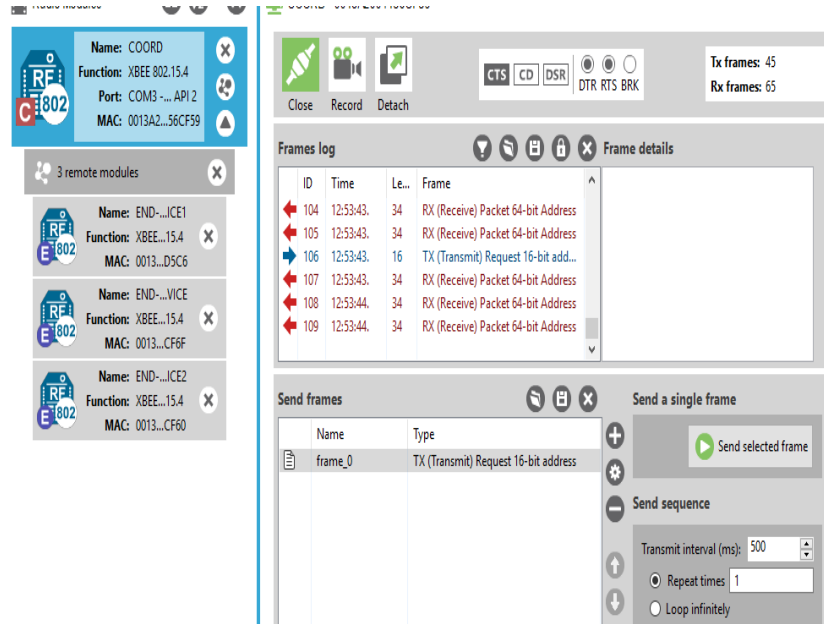 Radio Modules
Name: COORD
Function: XBEE 802.15.4
Port: COM3 -... API 2
MAC: 0013A2...56CF59
RF
802
C
3 remote modules
Name: END-...ICE1
Function: XBEE...15.4
MAC: 0013...D5C6
RF
802
E
Name: END-...VICE
Function: XBEE...15.4
MAC: 0013...CF6F
RF
802
E
Name: END-...ICE2
Function: XBEE...15.4
MAC: 0013...CF60
RF
802
E
Close Record Detach
CTS CD DSR
DTR RTS BRK
Tx frames: 45
Rx frames: 65
Frames log
Frame details
ID Time Le... Frame
104 12:53:43. 34 RX (Receive) Packet 64-bit Address
105 12:53:43. 34 RX (Receive) Packet 64-bit Address
106 12:53:43. 16 TX (Transmit) Request 16-bit add...
107 12:53:43. 34 RX (Receive) Packet 64-bit Address
108 12:53:44. 34 RX (Receive) Packet 64-bit Address
109 12:53:44. 34 RX (Receive) Packet 64-bit Address
Send frames
Name Type
frame_0 TX (Transmit) Request 16-bit address
Send a single frame
Send selected frame
Send sequence
Transmit interval (ms): 500
Repeat times 1
Loop infinitely